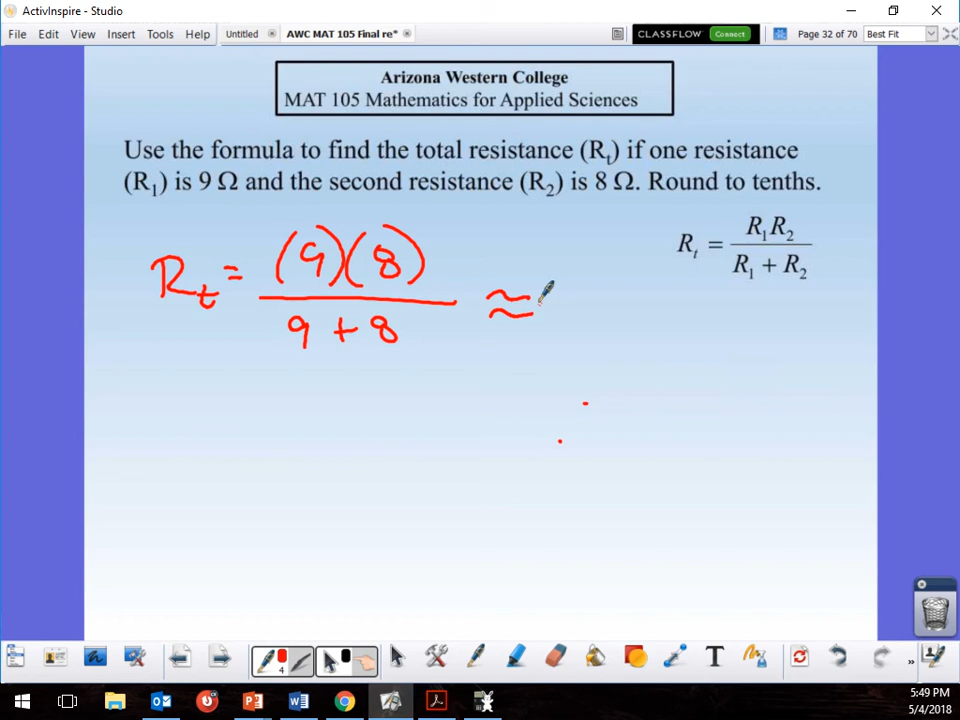 ActivInspire - Studio
File Edit View Insert Tools Help Untitled AWC MAT 105 Final re* CLASSFLOW Connect Page 32 of 70 Best Fit
Arizona Western College
MAT 105 Mathematics for Applied Sciences
Use the formula to find the total resistance (Rt) if one resistance
(R1) is 9 Ω and the second resistance (R2) is 8 Ω. Round to tenths.
Rt = R1R2 / R1 + R2
Rt = (9)(8) / 9 + 8 ≈
4
T
»
5:49 PM
5/4/2018